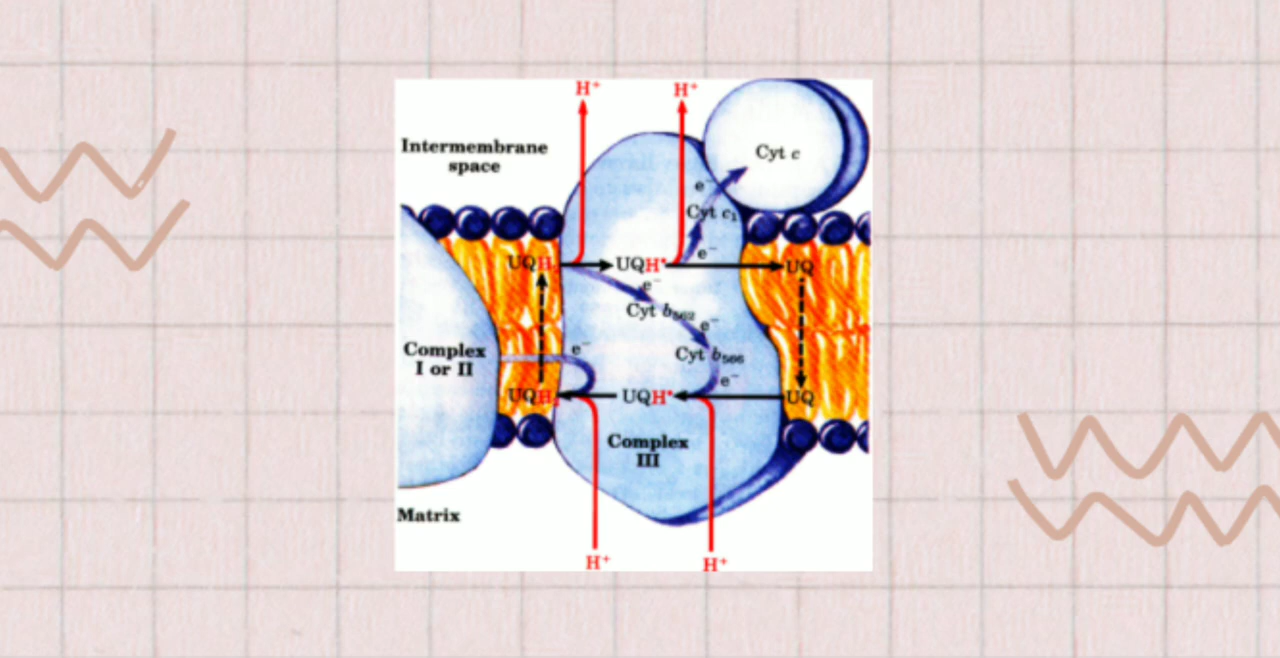 H⁺ H⁺
Intermembrane
space
Cyt c
e⁻
Cyt c₁
e⁻
UQH₂ UQH• UQ
e⁻
Cyt b₅₆₂
e⁻
Complex
I or II
e⁻
Cyt b₅₆₆
e⁻
UQH₂ UQH• UQ
Complex
III
Matrix
H⁺ H⁺